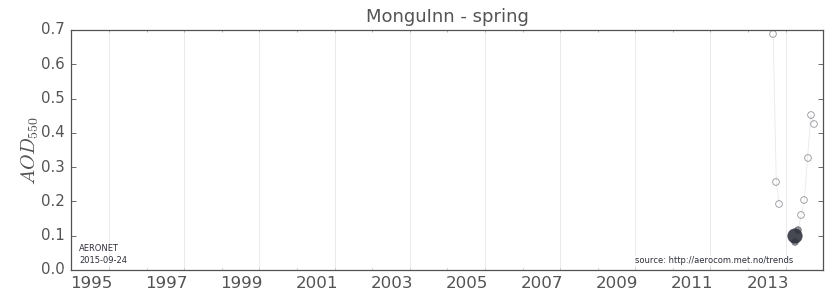 MonguInn - spring
0.7
0.6
0.5
0.4
0.3
0.2
0.1
0.0
AOD550
AERONET
2015-09-24
source: http://aerocom.met.no/trends
1995 1997 1999 2001 2003 2005 2007 2009 2011 2013